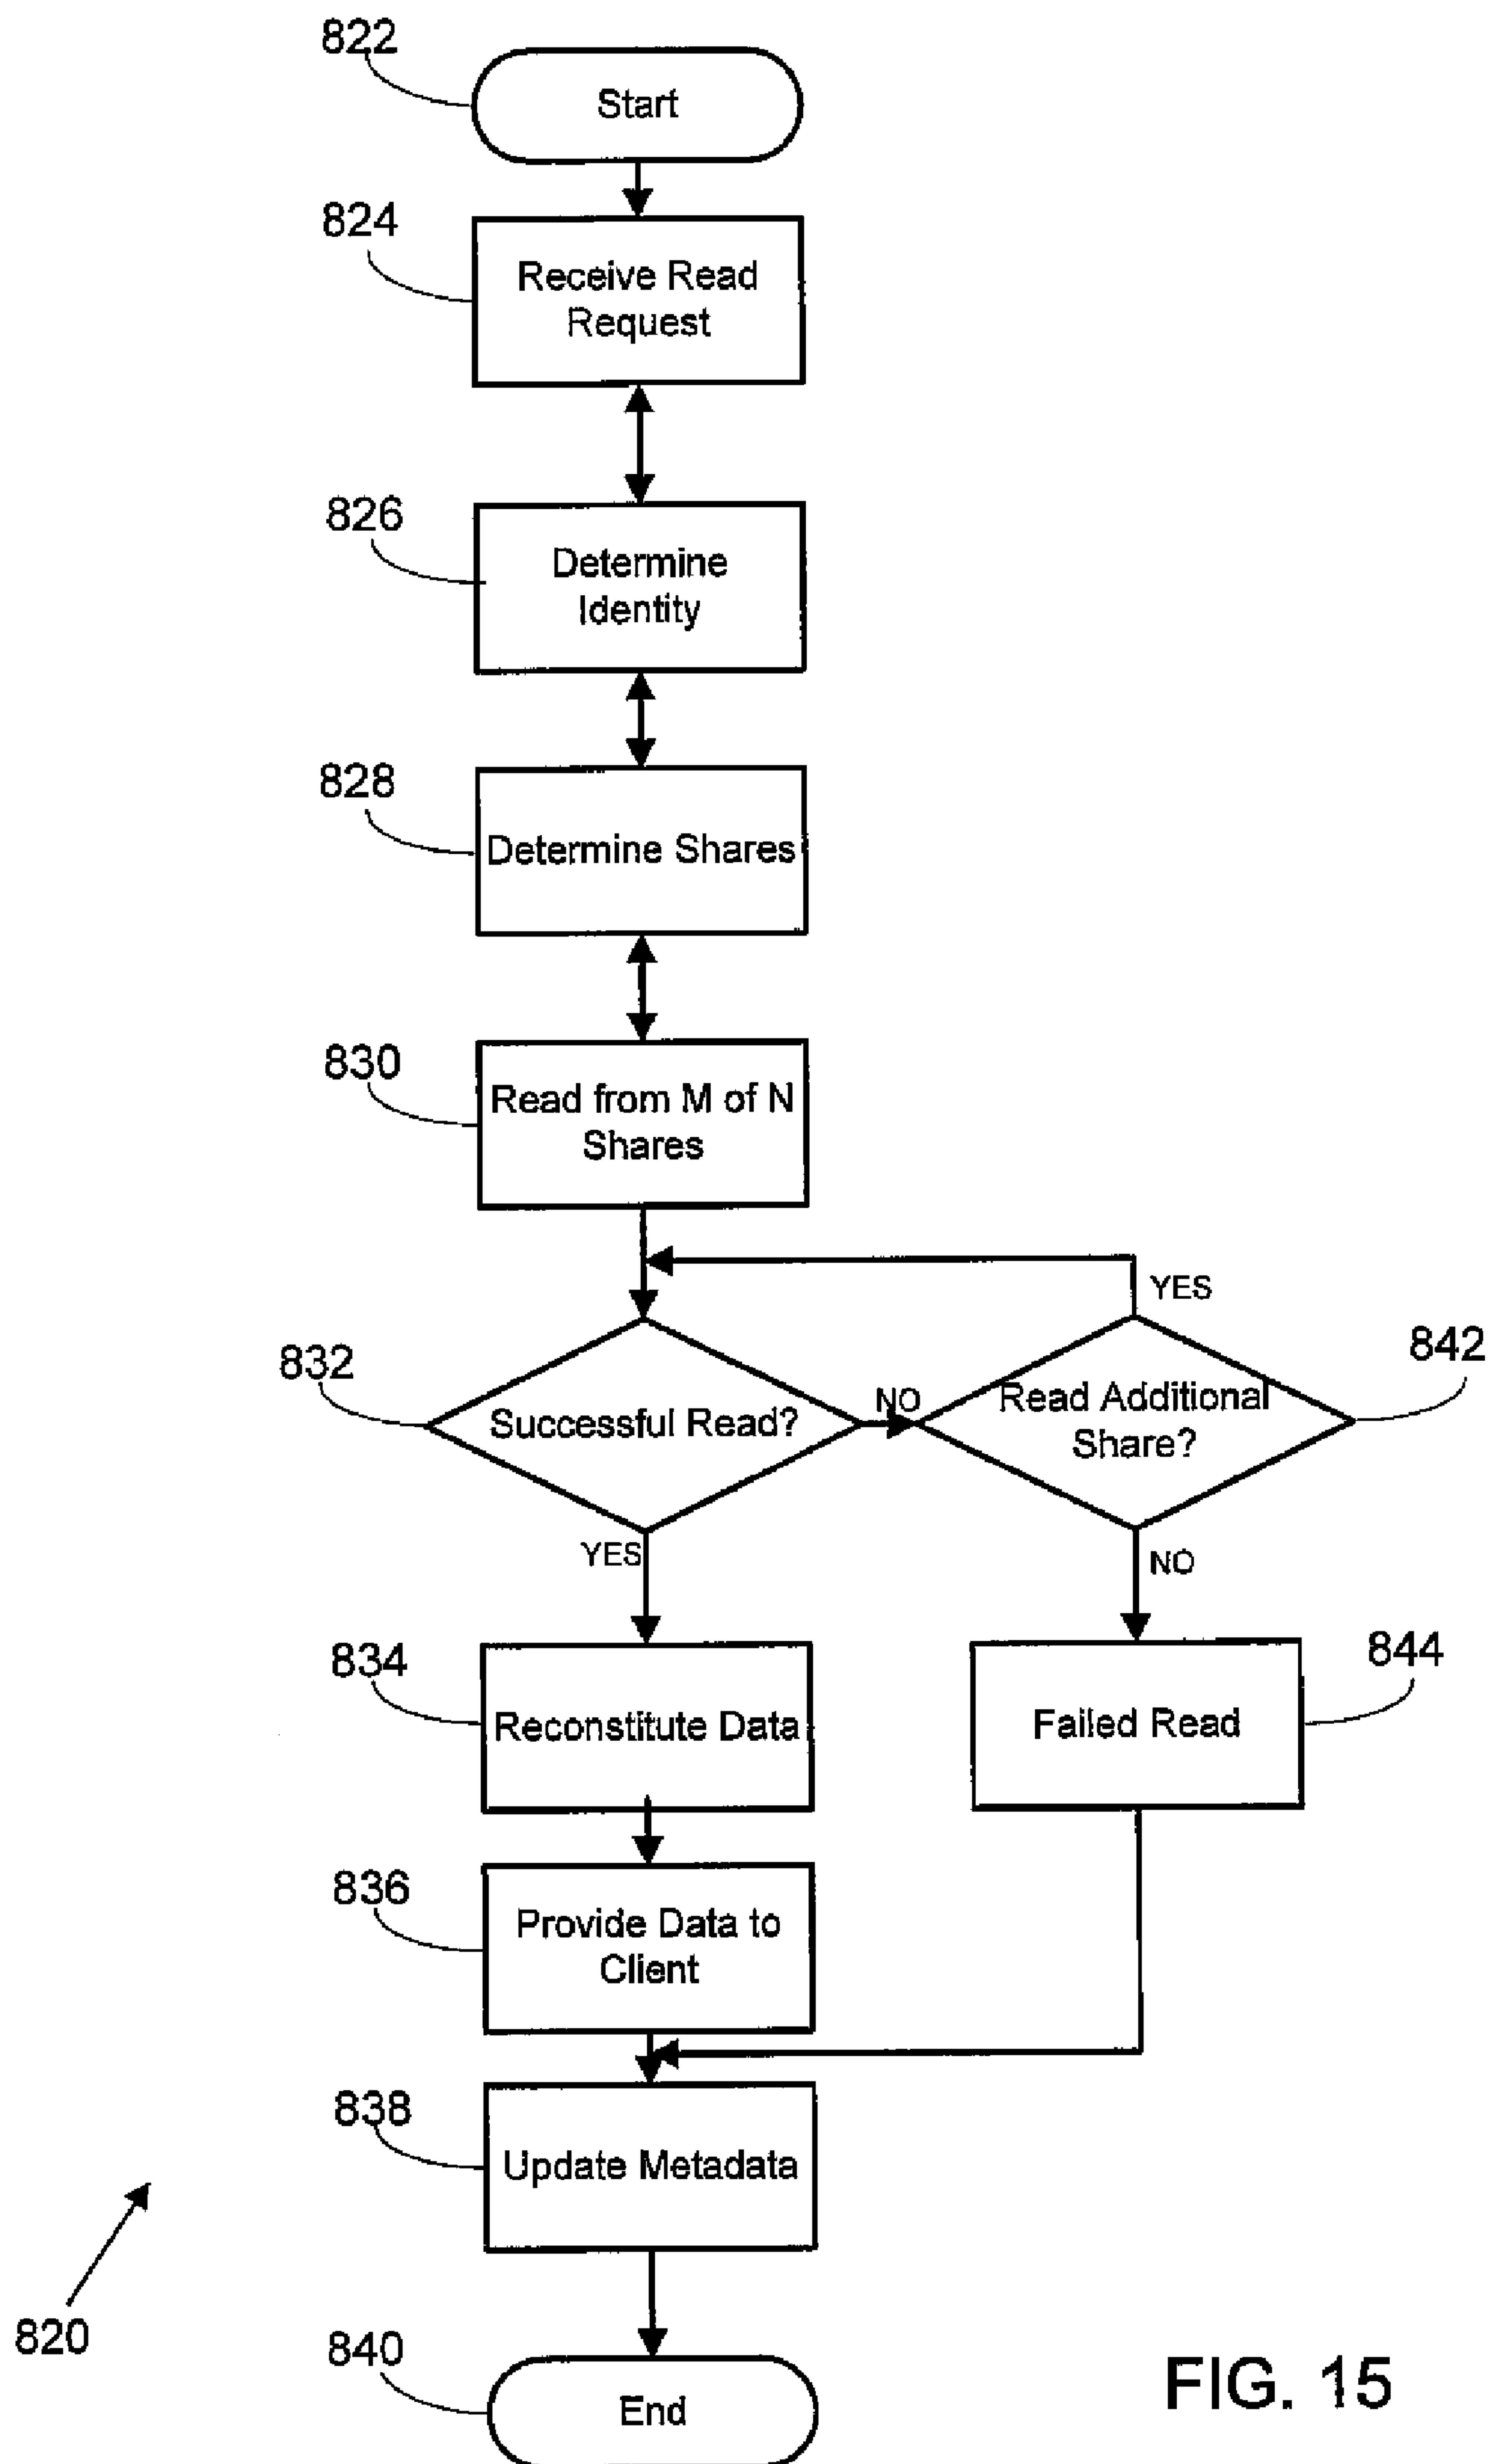 822
Start
824
Receive Read
Request
826
Determine
Identity
828
Determine Shares
830
Read from M of N
Shares
YES
832
Successful Read?
NO
Read Additional
Share?
842
YES
NO
834
Reconstitute Data
Failed Read
844
836
Provide Data to
Client
838
Update Metadata
820
840
End
FIG. 15